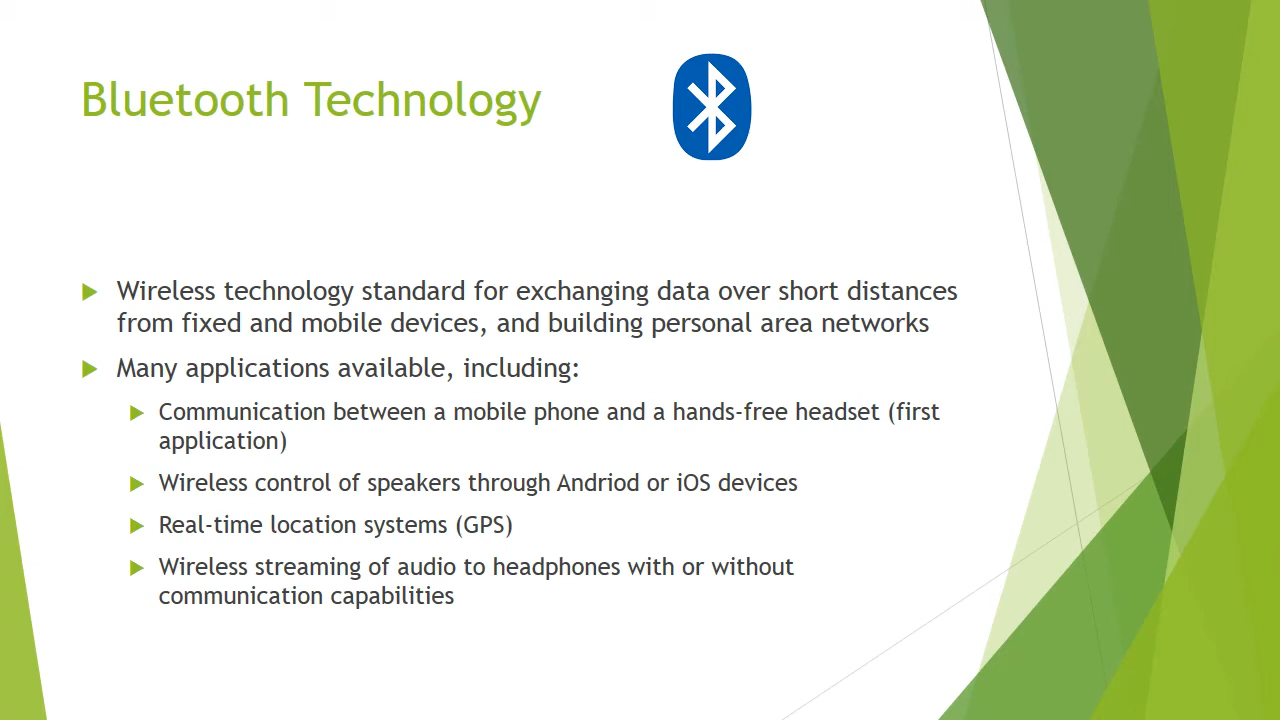 Bluetooth Technology
Wireless technology standard for exchanging data over short distances
from fixed and mobile devices, and building personal area networks
Many applications available, including:
Communication between a mobile phone and a hands-free headset (first
application)
Wireless control of speakers through Andriod or iOS devices
Real-time location systems (GPS)
Wireless streaming of audio to headphones with or without
communication capabilities